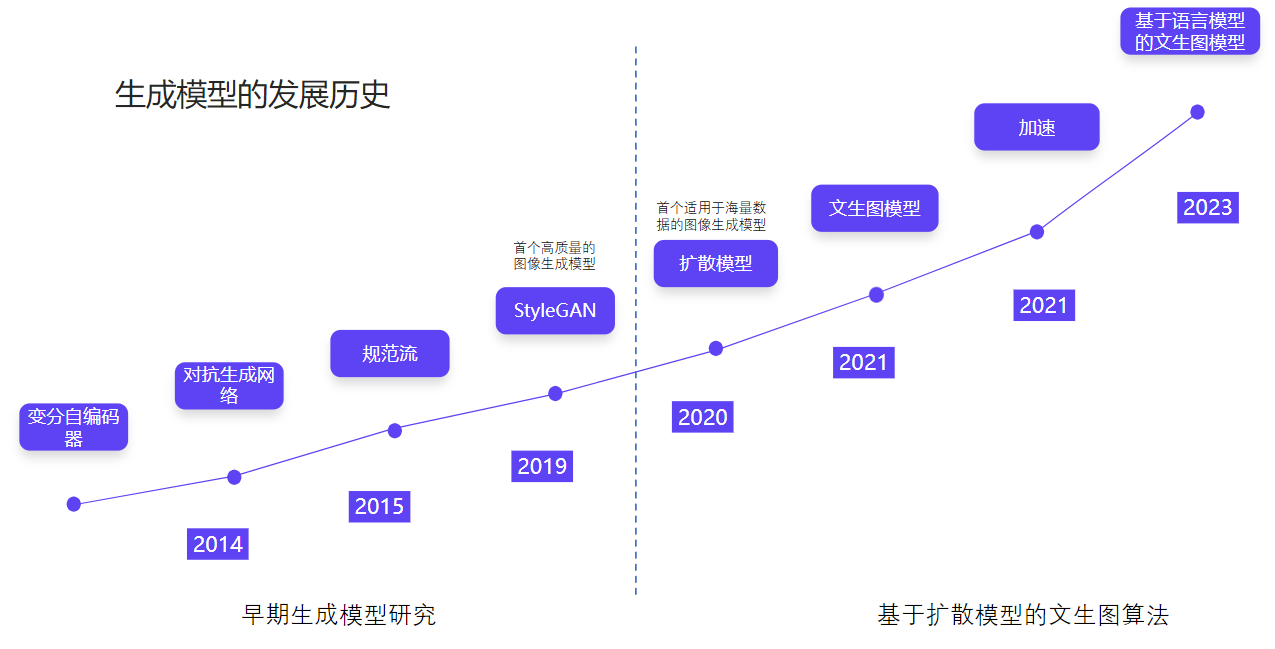 生成模型的发展历史
变分自编码
器
对抗生成网
络
2014
规范流
2015
首个高质量的
图像生成模型
StyleGAN
2019
早期生成模型研究
首个适用于海量数
据的图像生成模型
扩散模型
2020
文生图模型
2021
加速
2021
基于语言模型
的文生图模型
2023
基于扩散模型的文生图算法